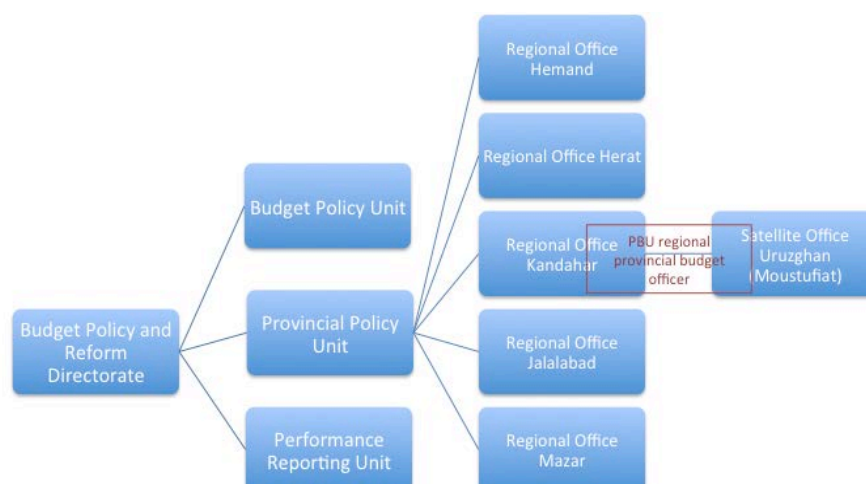 Budget Policy and
Reform
Directorate
Budget Policy Unit
Provincial Policy
Unit
Performance
Reporting Unit
Regional Office
Hemand
Regional Office Herat
Regional Office
Kandahar
Regional Office
Jalalabad
Regional Office
Mazar
PBU regional
provincial budget
officer
Satellite Office
Uruzghan
(Moustufiat)